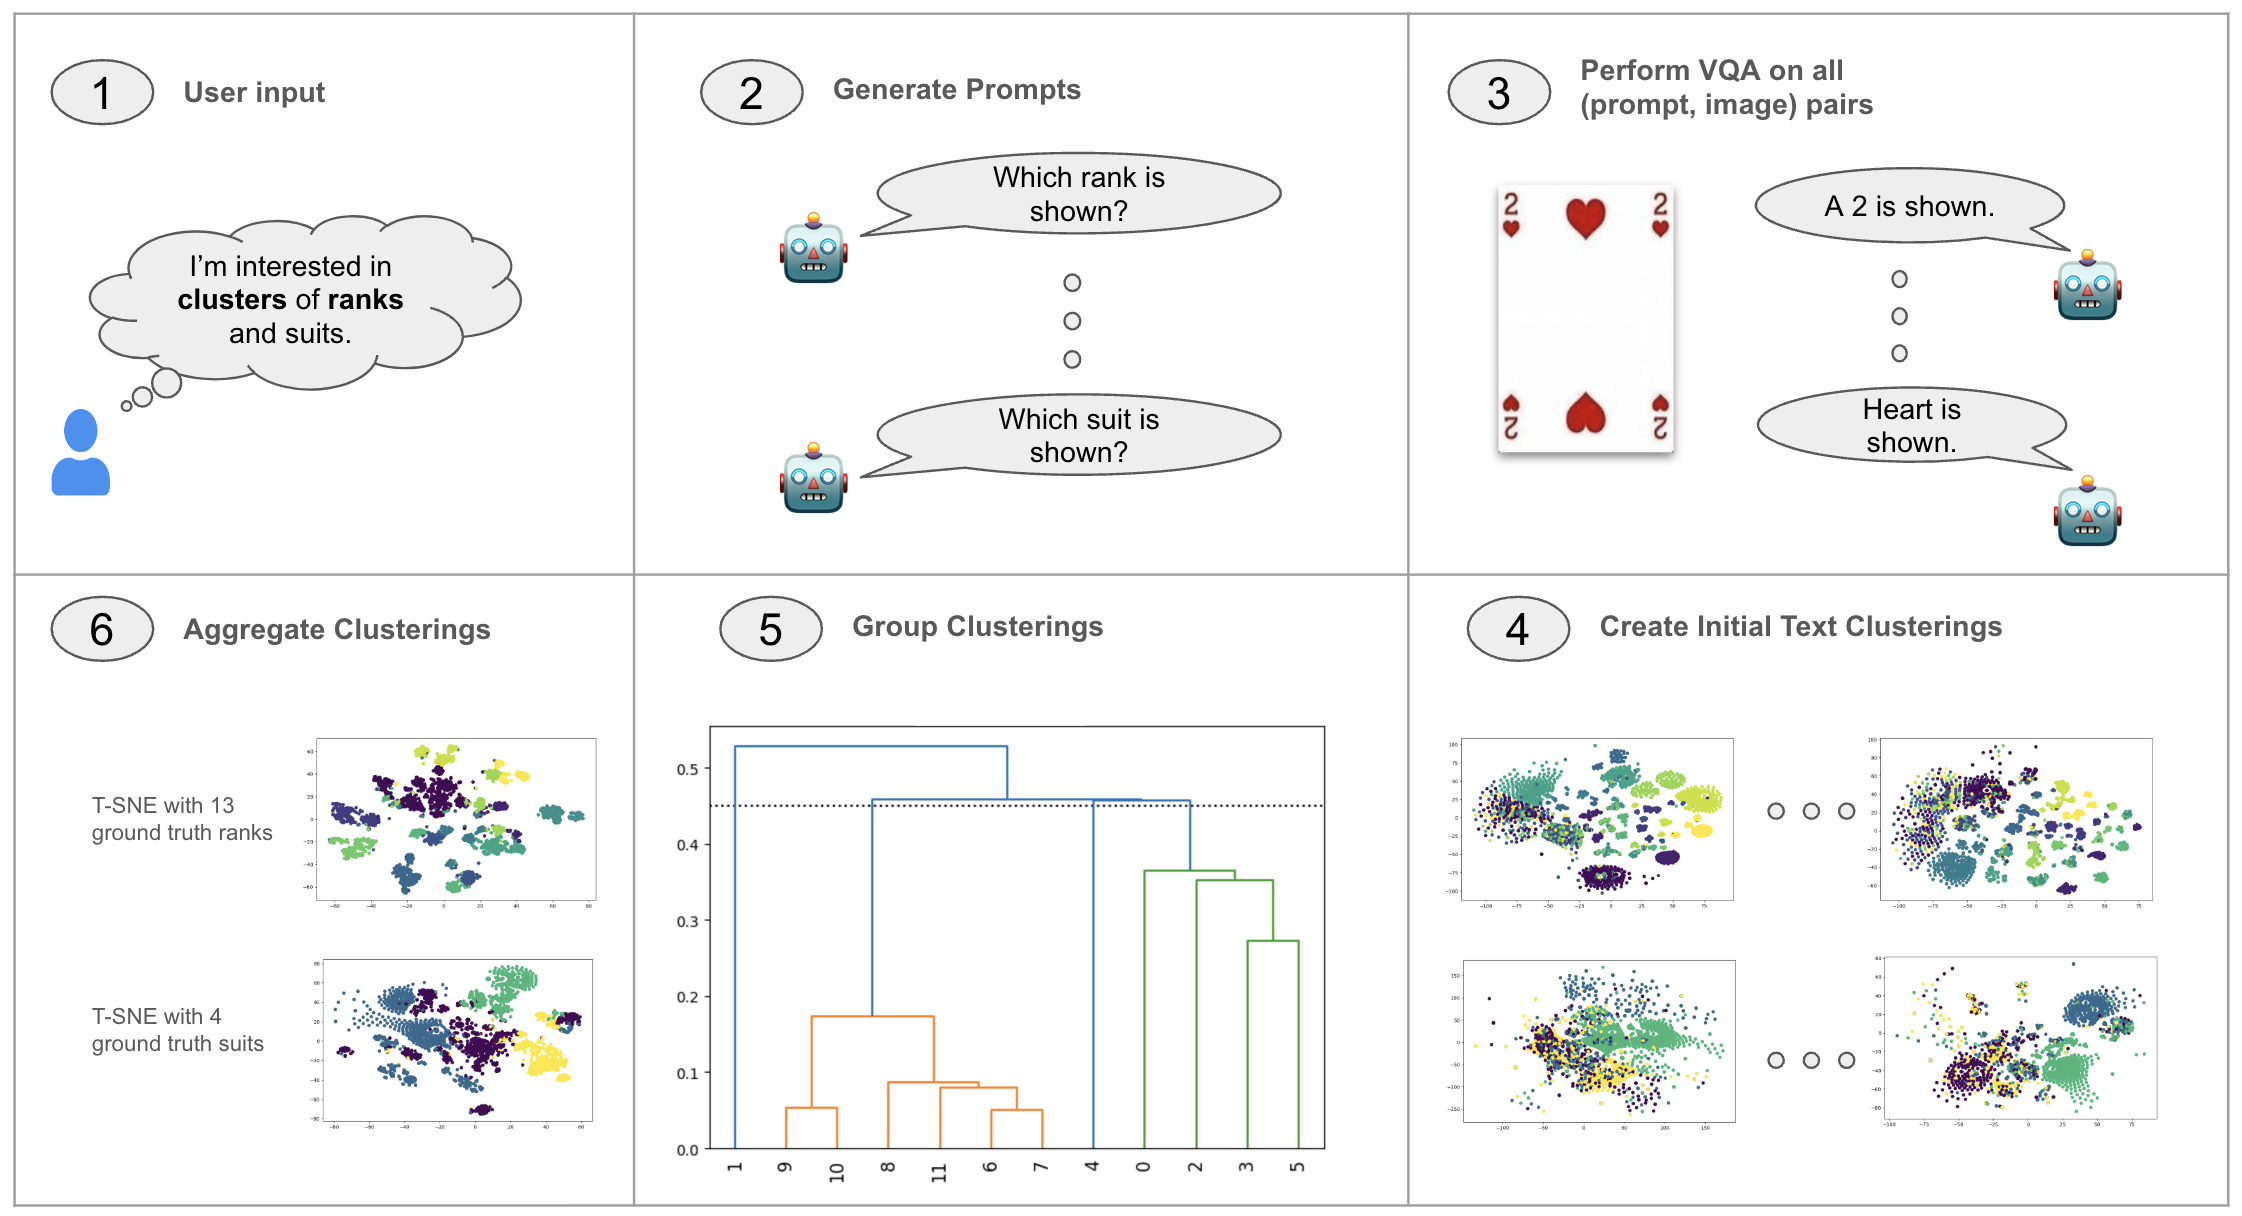 1
User input
I'm interested in
clusters of ranks
and suits.
2
Generate Prompts
Which rank is
shown?
Which suit is
shown?
3
Perform VQA on all
(prompt, image) pairs
2
2
2
2
A 2 is shown.
Heart is
shown.
6
Aggregate Clusterings
T-SNE with 13
ground truth ranks
T-SNE with 4
ground truth suits
5
Group Clusterings
0.5
0.4
0.3
0.2
0.1
0.0
1 9 10 8 11 6 7 4 0 2 3 5
4
Create Initial Text Clusterings